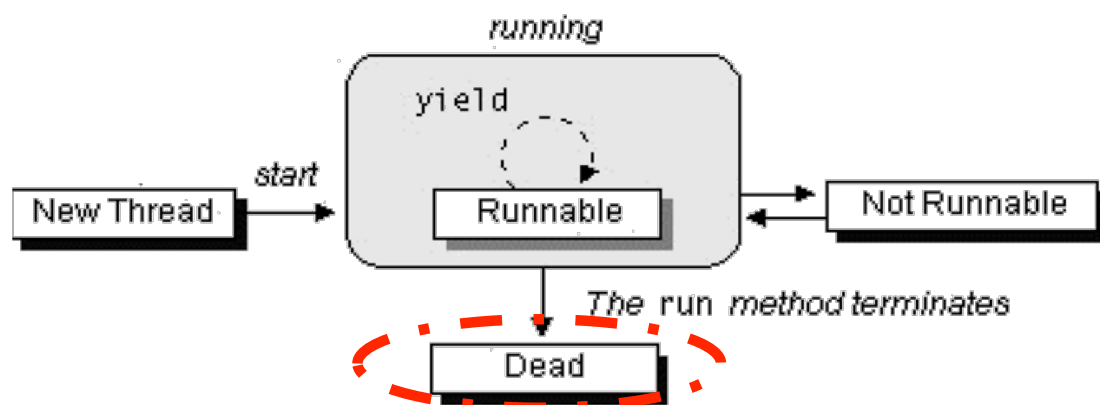 running
yield
start
New Thread
Runnable
Not Runnable
The run method terminates
Dead